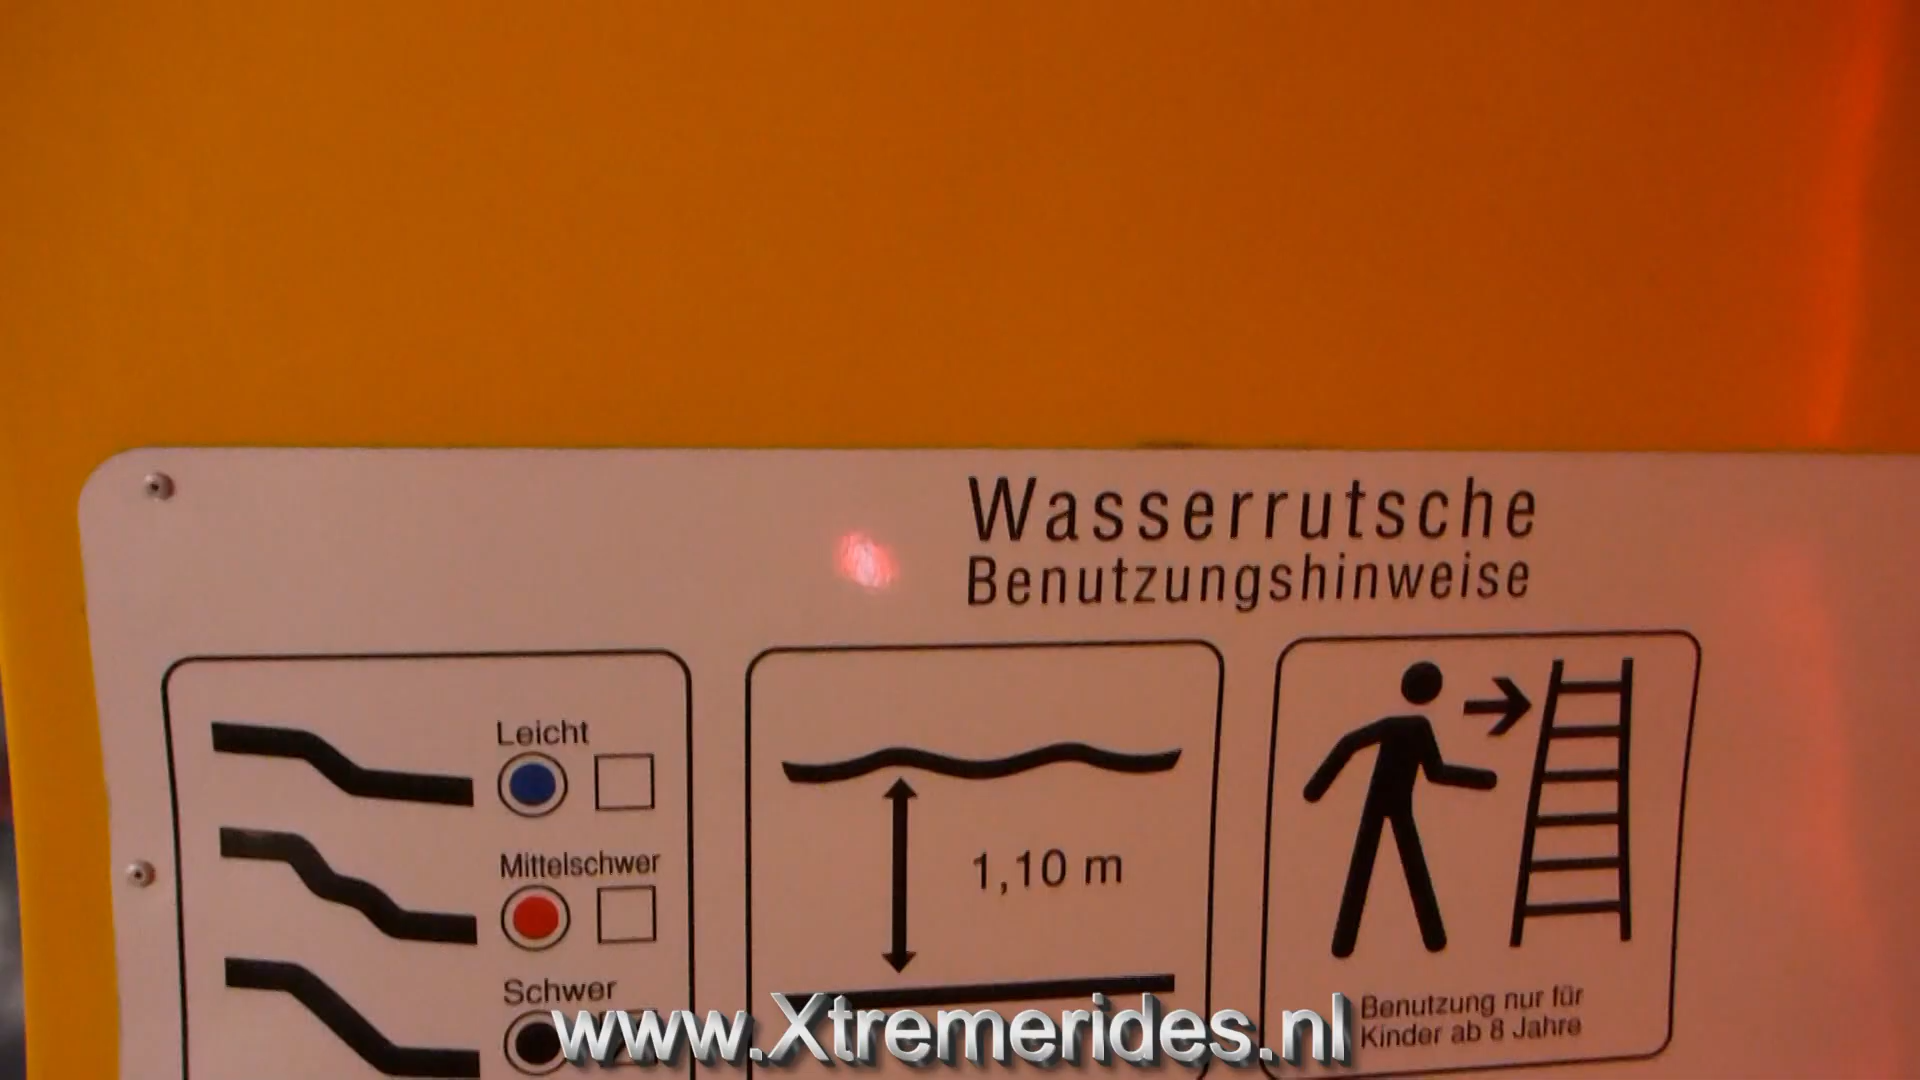 Wasserrutsche
Benutzungshinweise
Leicht
Mittelschwer
Schwer
1,10 m
Benutzung nur für
Kinder ab 8 Jahre
www.Xtremerides.nl